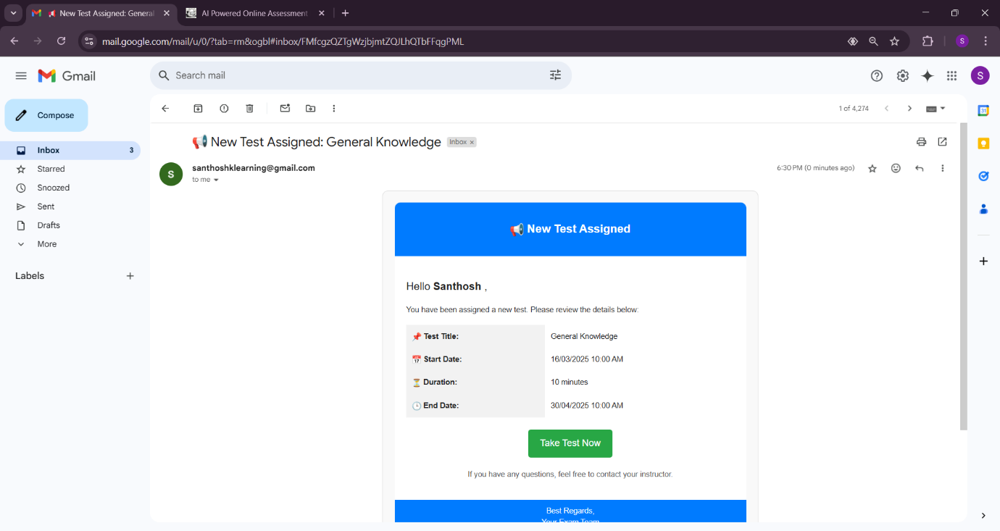 New Test Assigned: General
AI Powered Online Assessment
mail.google.com/mail/u/0/?tab=rm&ogbl#inbox/FMfcgzQZTgWzjbjmtZQJLhQTbFFqgPML
S
Gmail
Search mail
S
Compose
1 of 4,274
Inbox 3
Starred
Snoozed
Sent
Drafts
More
Labels
📢 New Test Assigned: General Knowledge Inbox x
S
santhoshklearning@gmail.com
6:30 PM (0 minutes ago)
to me
31
📢 New Test Assigned
Hello Santhosh ,
You have been assigned a new test. Please review the details below:
📌 Test Title: General Knowledge
📅 Start Date: 16/03/2025 10:00 AM
⏳ Duration: 10 minutes
🕒 End Date: 30/04/2025 10:00 AM
Take Test Now
If you have any questions, feel free to contact your instructor.
Best Regards,
Your Exam Team